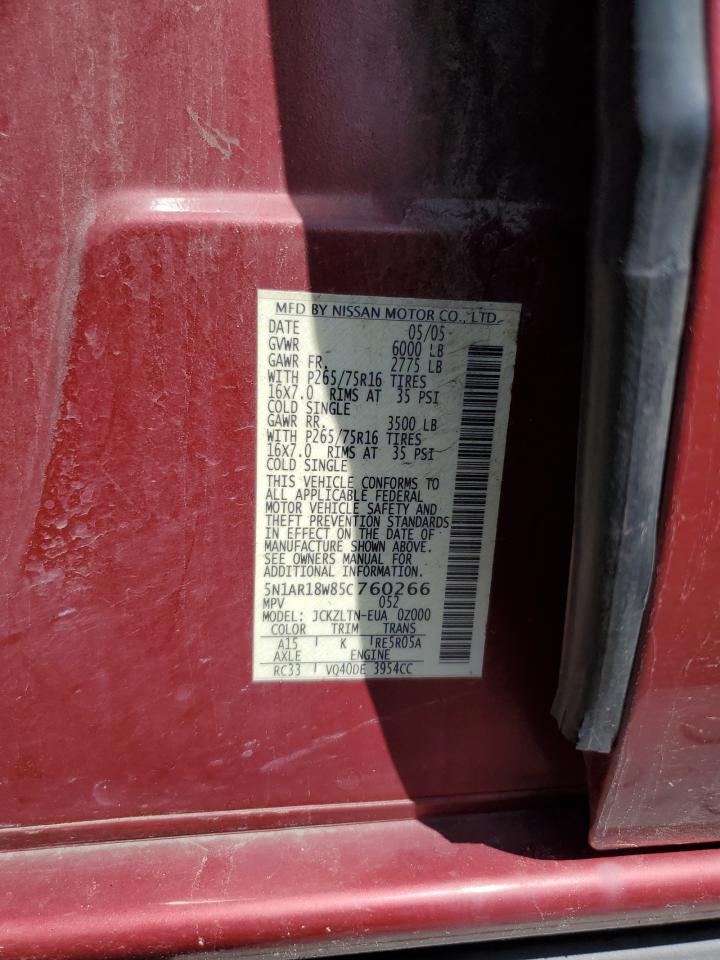 MFD BY NISSAN MOTOR CO., LTD.
DATE 05/05
GVWR 6000 LB
GAWR FR. 2775 LB
WITH P265/75R16 TIRES
16X7.0 RIMS AT 35 PSI
COLD SINGLE
GAWR RR. 3500 LB
WITH P265/75R16 TIRES
16X7.0 RIMS AT 35 PSI
COLD SINGLE
THIS VEHICLE CONFORMS TO
ALL APPLICABLE FEDERAL
MOTOR VEHICLE SAFETY AND
THEFT PREVENTION STANDARDS
IN EFFECT ON THE DATE OF
MANUFACTURE SHOWN ABOVE.
SEE OWNERS MANUAL FOR
ADDITIONAL INFORMATION
5N1AR18W85C760266
MPV 052
MODEL: JCKZLTN-EUA 0Z000
COLOR TRIM TRANS
A15 K RE5R05A
AXLE ENGINE
RC33 VQ40DE 3954CC